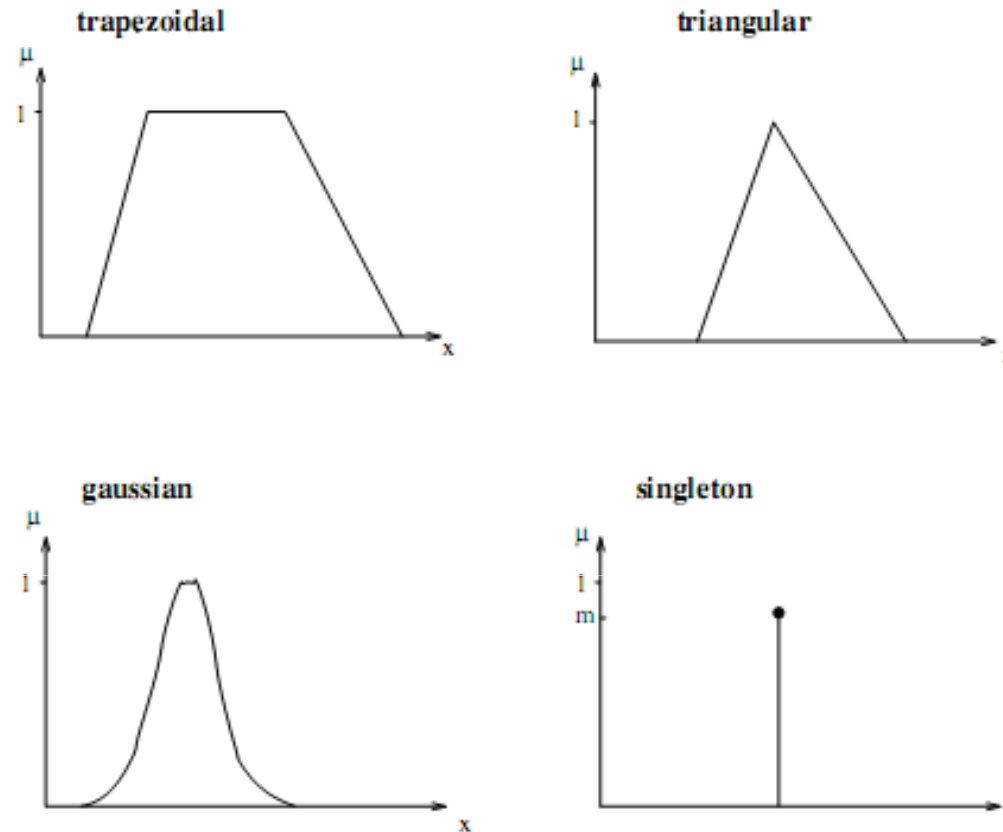 trapezoidal
μ
1
x
triangular
μ
1
gaussian
μ
1
x
singleton
μ
1
m